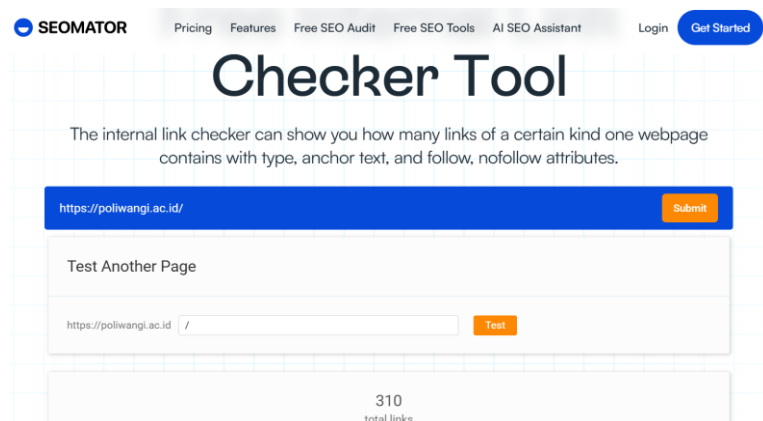 SEOMATOR Pricing Features Free SEO Audit Free SEO Tools AI SEO Assistant Login Get Started
Checker Tool
The internal link checker can show you how many links of a certain kind one webpage
contains with type, anchor text, and follow, nofollow attributes.
https://poliwangi.ac.id/ Submit
Test Another Page
https://poliwangi.ac.id / Test
310
total links